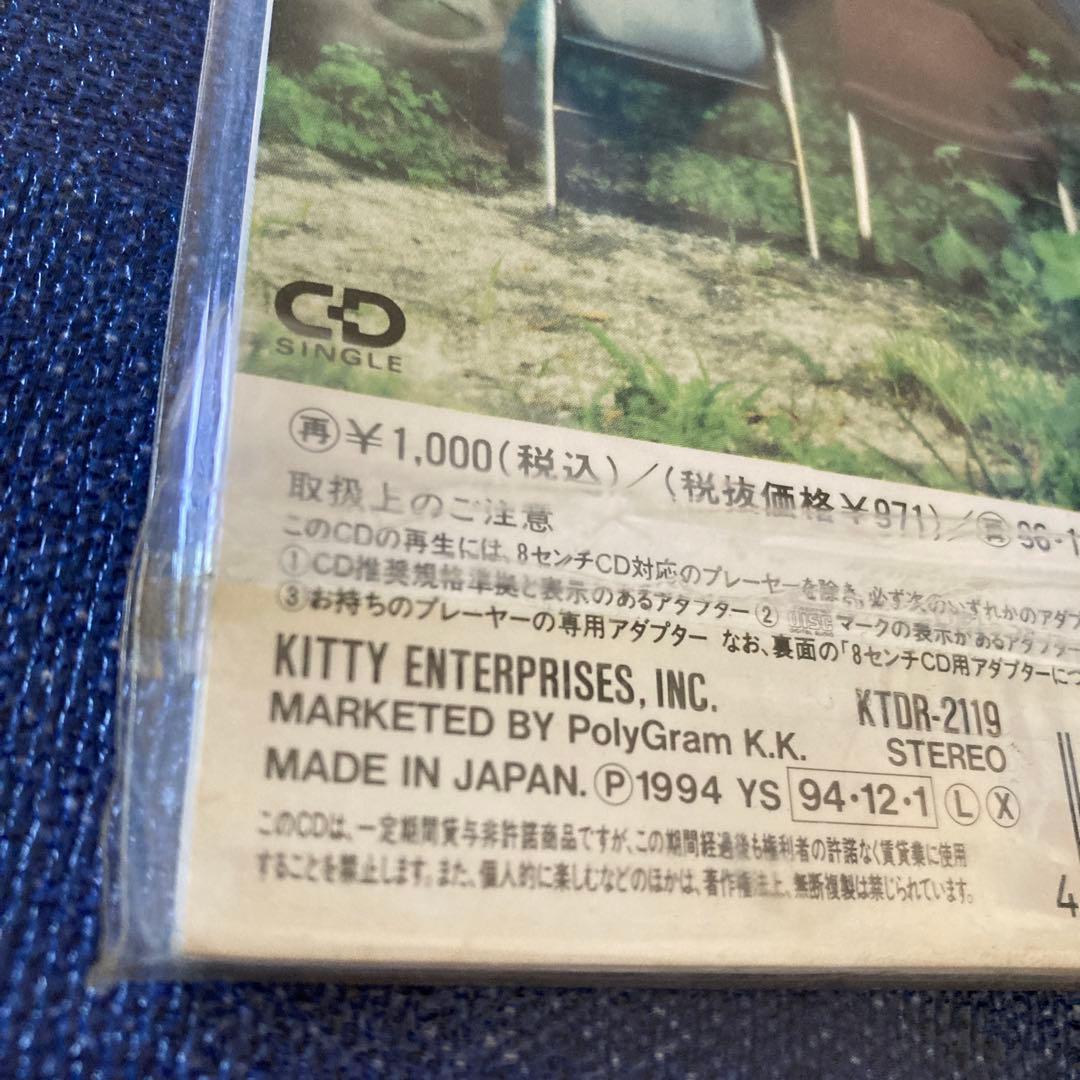 CD
SINGLE
再¥1,000(税込)/(税抜価格¥971)/再96·1
取扱上のご注意
このCDの再生には、8センチCD対応のプレーヤーを除き、必ず次のいずれかのアダプ
①CD推奨規格準拠と表示のあるアダプター② DISC マークの表示があるアダプター
③お持ちのプレーヤーの専用アダプター なお、裏面の「8センチCD用アダプターにつ
KITTY ENTERPRISES, INC. KTDR-2119
MARKETED BY PolyGram K.K. STEREO
MADE IN JAPAN. Ⓟ1994 YS 94·12·1 Ⓛ Ⓧ
このCDは、一定期間貸与非許諾商品ですが、この期間経過後も権利者の許諾なく賃貸業に使用
することを禁止します。また、個人的に楽しむなどのほかは、著作権法上、無断複製は禁じられています。
4